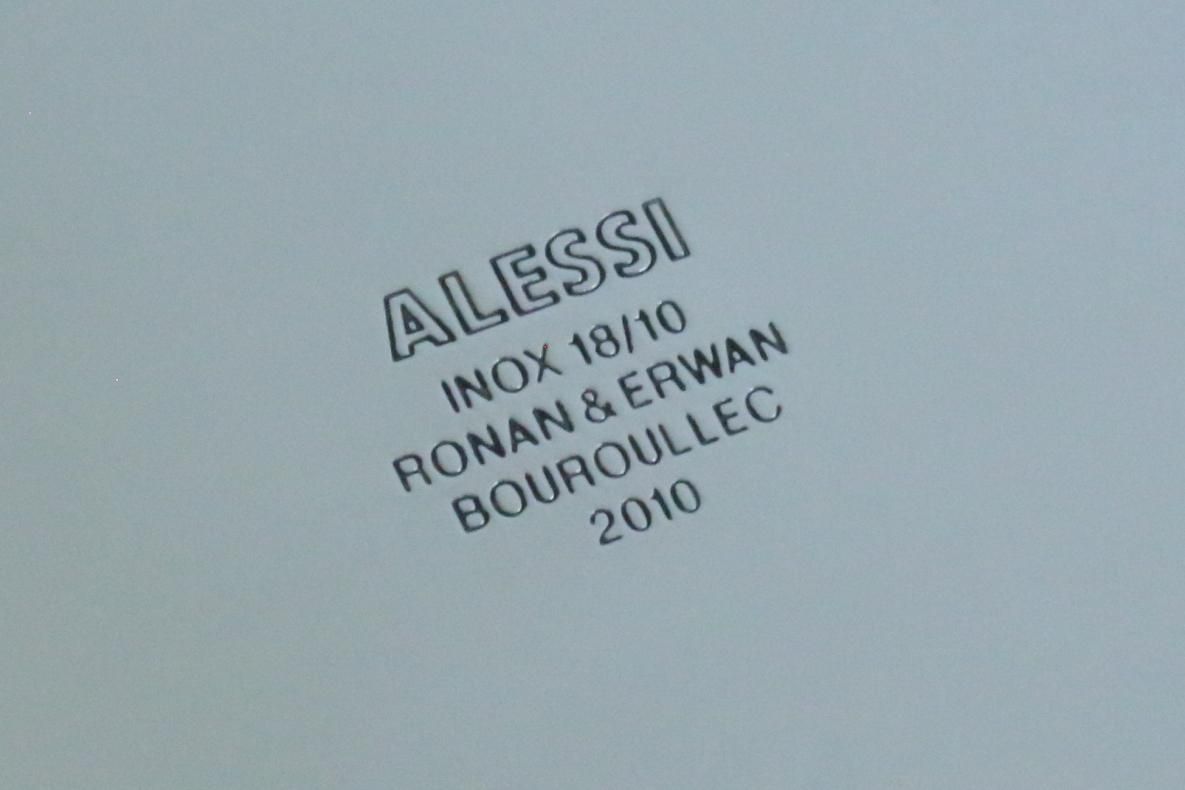 ALESSI
INOX 18/10
RONAN & ERWAN
BOUROULLEC
2010